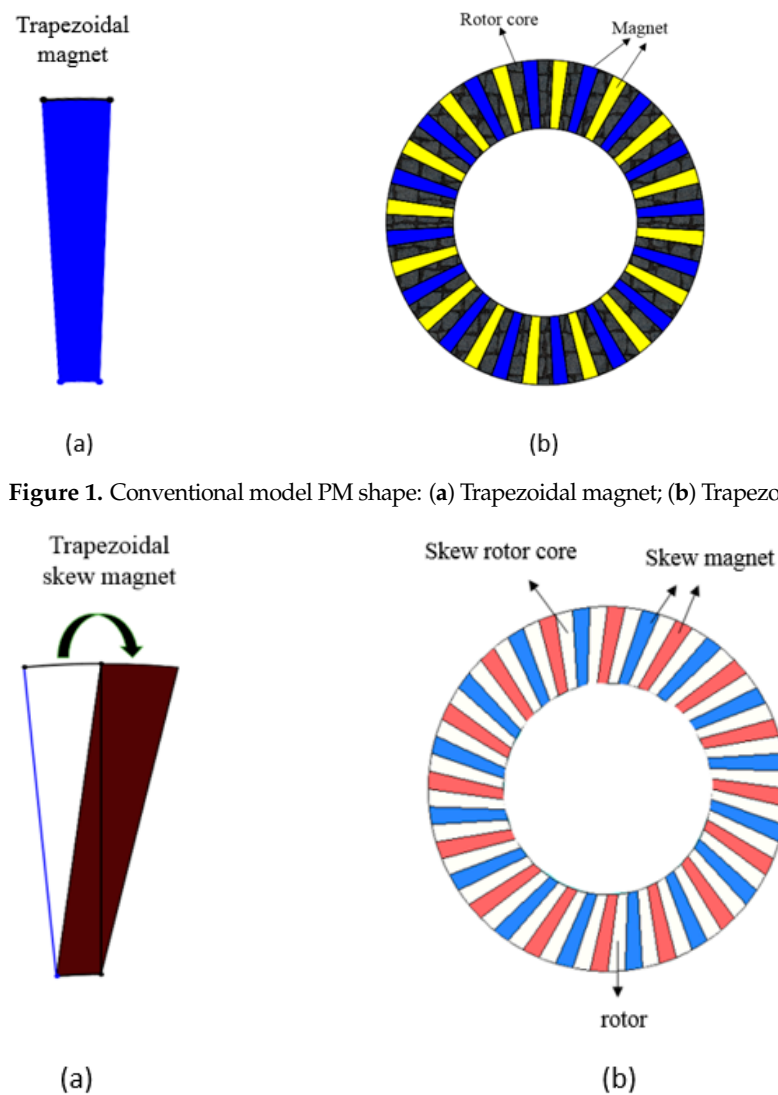 Trapezoidal
magnet
Rotor core
Magnet
(a)
(b)
Figure 1. Conventional model PM shape: (a) Trapezoidal magnet; (b) Trapezo
Trapezoidal
skew magnet
Skew rotor core
Skew magnet
rotor
(a)
(b)